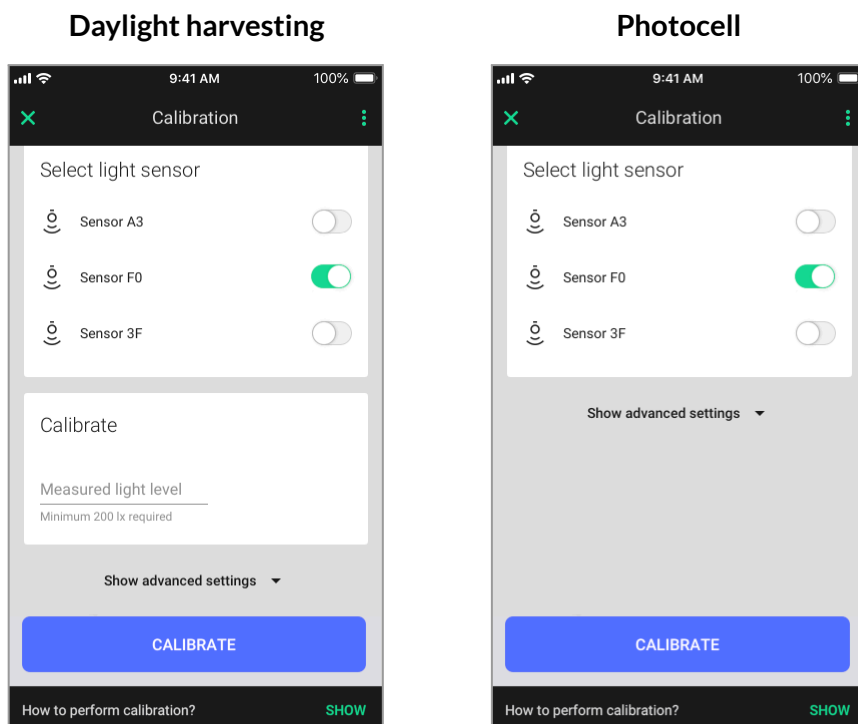 Daylight harvesting
9:41 AM
100%
Calibration
Select light sensor
Sensor A3
Sensor F0
Sensor 3F
Calibrate
Measured light level
Minimum 200 lx required
Show advanced settings
CALIBRATE
How to perform calibration?
SHOW
Photocell
9:41 AM
100%
Calibration
Select light sensor
Sensor A3
Sensor F0
Sensor 3F
Show advanced settings
CALIBRATE
How to perform calibration?
SHOW